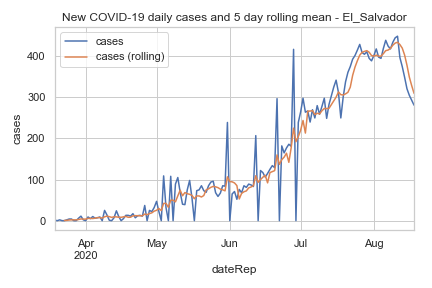 New COVID-19 daily cases and 5 day rolling mean - El_Salvador
cases
cases (rolling)
400
300
200
100
0
cases
Apr
2020
May
Jun
Jul
Aug
dateRep